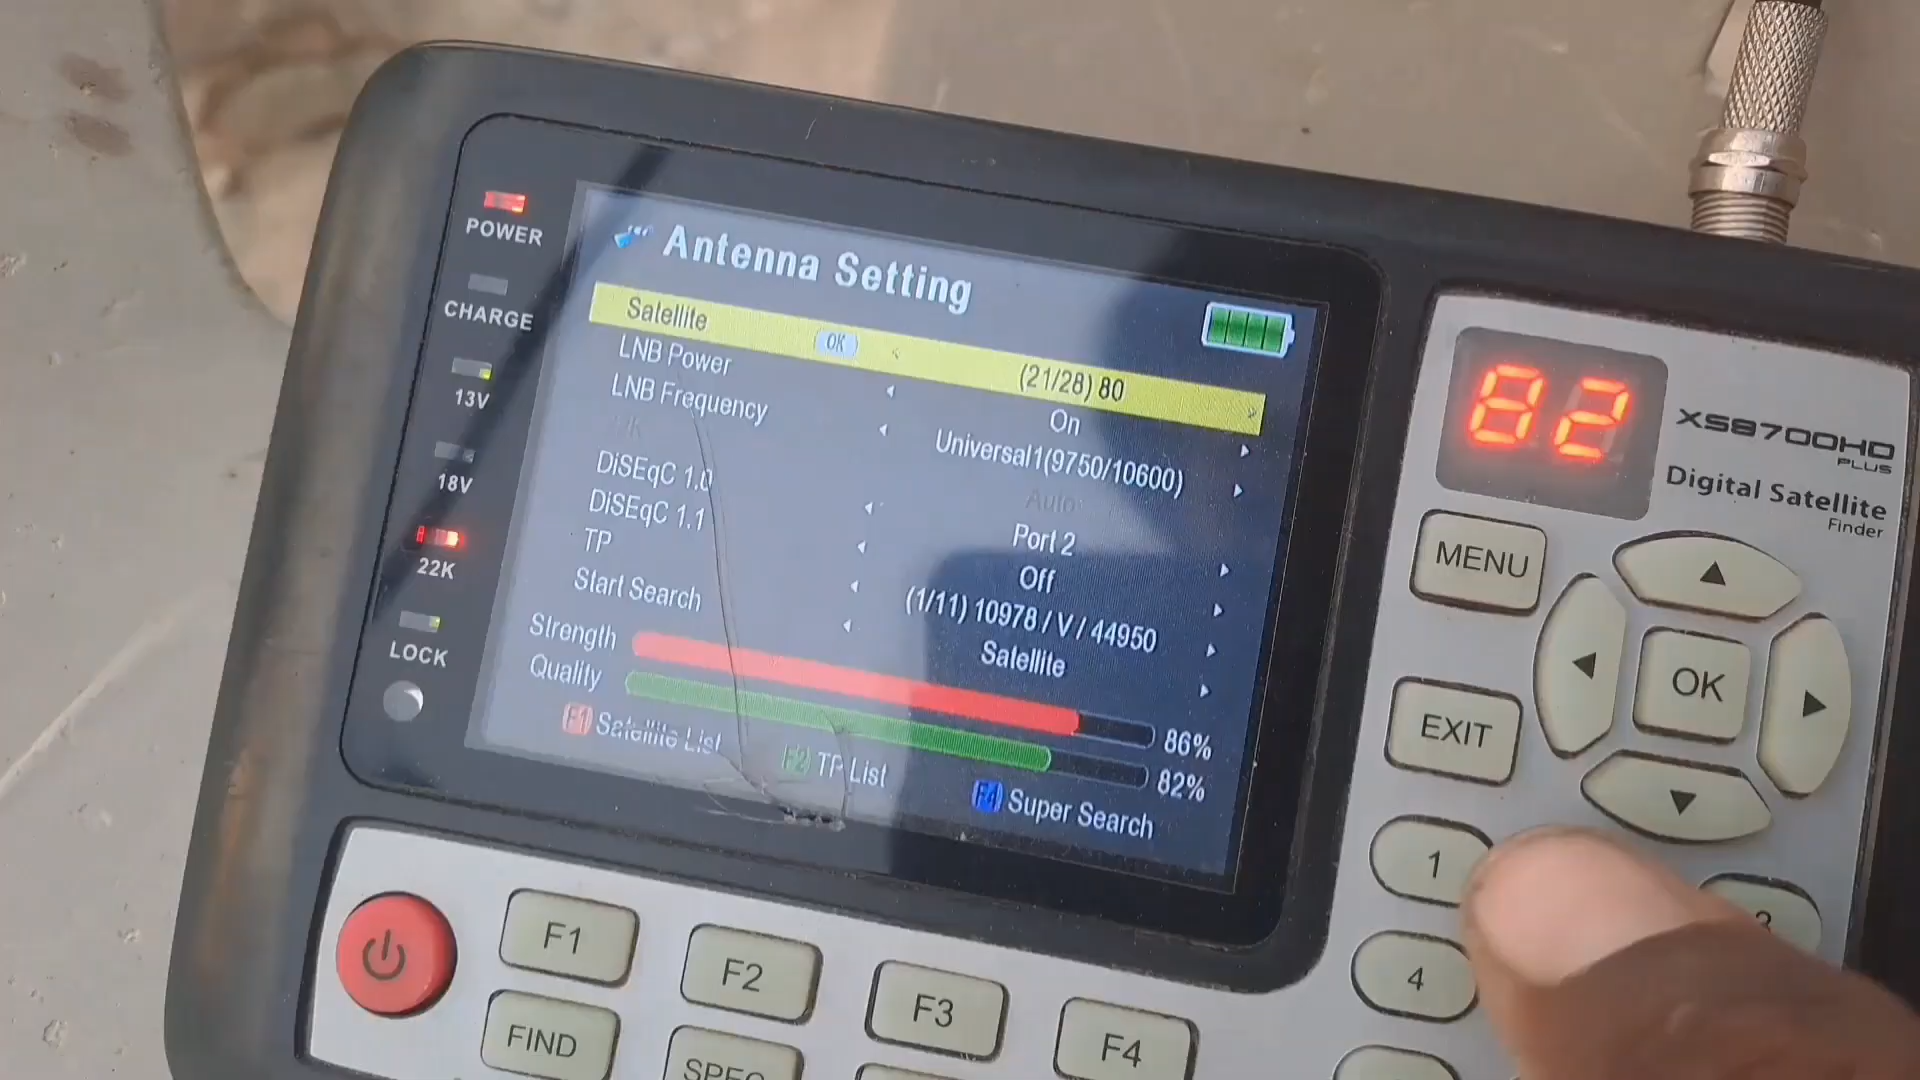 POWER
CHARGE
13V
18V
22K
LOCK
Antenna Setting
Satellite OK (21/28) 80
LNB Power On
LNB Frequency Universal1(9750/10600)
Auto
DiSEqC 1.0 Port 2
DiSEqC 1.1 Off
TP (1/11) 10978 / V / 44950
Start Search Satellite
Strength 86%
Quality 82%
F1 Satellite List
F2 TP List
F4 Super Search
82
XS8700HD
PLUS
Digital Satellite
Finder
MENU
OK
EXIT
1
3
4
F1
F2
F3
F4
FIND
SPEC